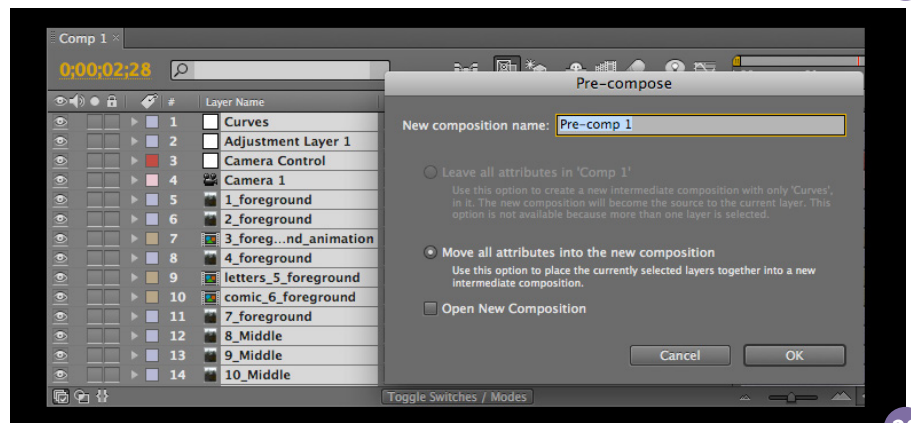 Comp 1 ×
0;00;02;28
# Layer Name
1 Curves
2 Adjustment Layer 1
3 Camera Control
4 Camera 1
5 1_foreground
6 2_foreground
7 3_foreg...nd_animation
8 4_foreground
9 letters_5_foreground
10 comic_6_foreground
11 7_foreground
12 8_Middle
13 9_Middle
14 10_Middle
Toggle Switches / Modes
Pre-compose
New composition name: Pre-comp 1
Leave all attributes in 'Comp 1'
Use this option to create a new intermediate composition with only 'Curves',
in it. The new composition will become the source to the current layer. This
option is not available because more than one layer is selected.
Move all attributes into the new composition
Use this option to place the currently selected layers together into a new
intermediate composition.
Open New Composition
Cancel OK